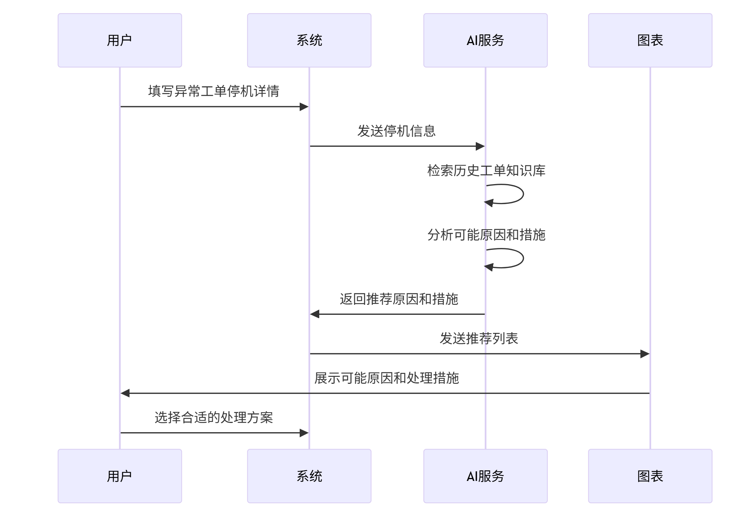 用户
系统
AI服务
图表
填写异常工单停机详情
发送停机信息
检索历史工单知识库
分析可能原因和措施
返回推荐原因和措施
发送推荐列表
展示可能原因和处理措施
选择合适的处理方案
用户
系统
AI服务
图表